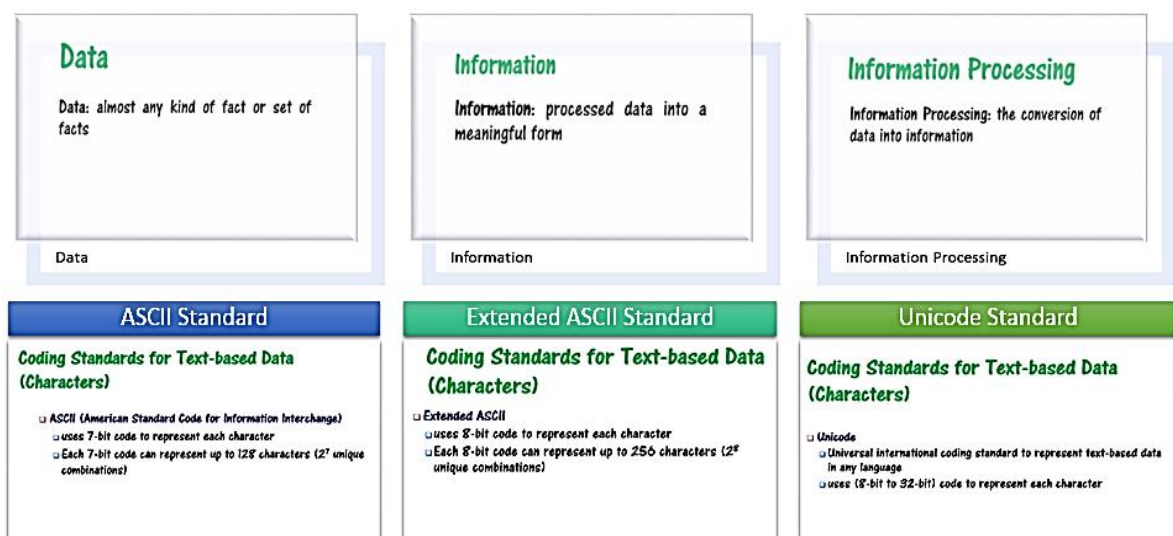 Data
Data: almost any kind of fact or set of
facts
Data
Information
Information: processed data into a
meaningful form
Information
Information Processing
Information Processing: the conversion of
data into information
Information Processing
ASCII Standard
Coding Standards for Text-based Data
(Characters)
ASCII (American Standard Code for Information Interchange)
uses 7-bit code to represent each character
Each 7-bit code can represent up to 128 characters (2⁷ unique
combinations)
Extended ASCII Standard
Coding Standards for Text-based Data
(Characters)
Extended ASCII
uses 8-bit code to represent each character
Each 8-bit code can represent up to 256 characters (2⁸
unique combinations)
Unicode Standard
Coding Standards for Text-based Data
(Characters)
Unicode
Universal international coding standard to represent text-based data
in any language
uses (8-bit to 32-bit) code to represent each character